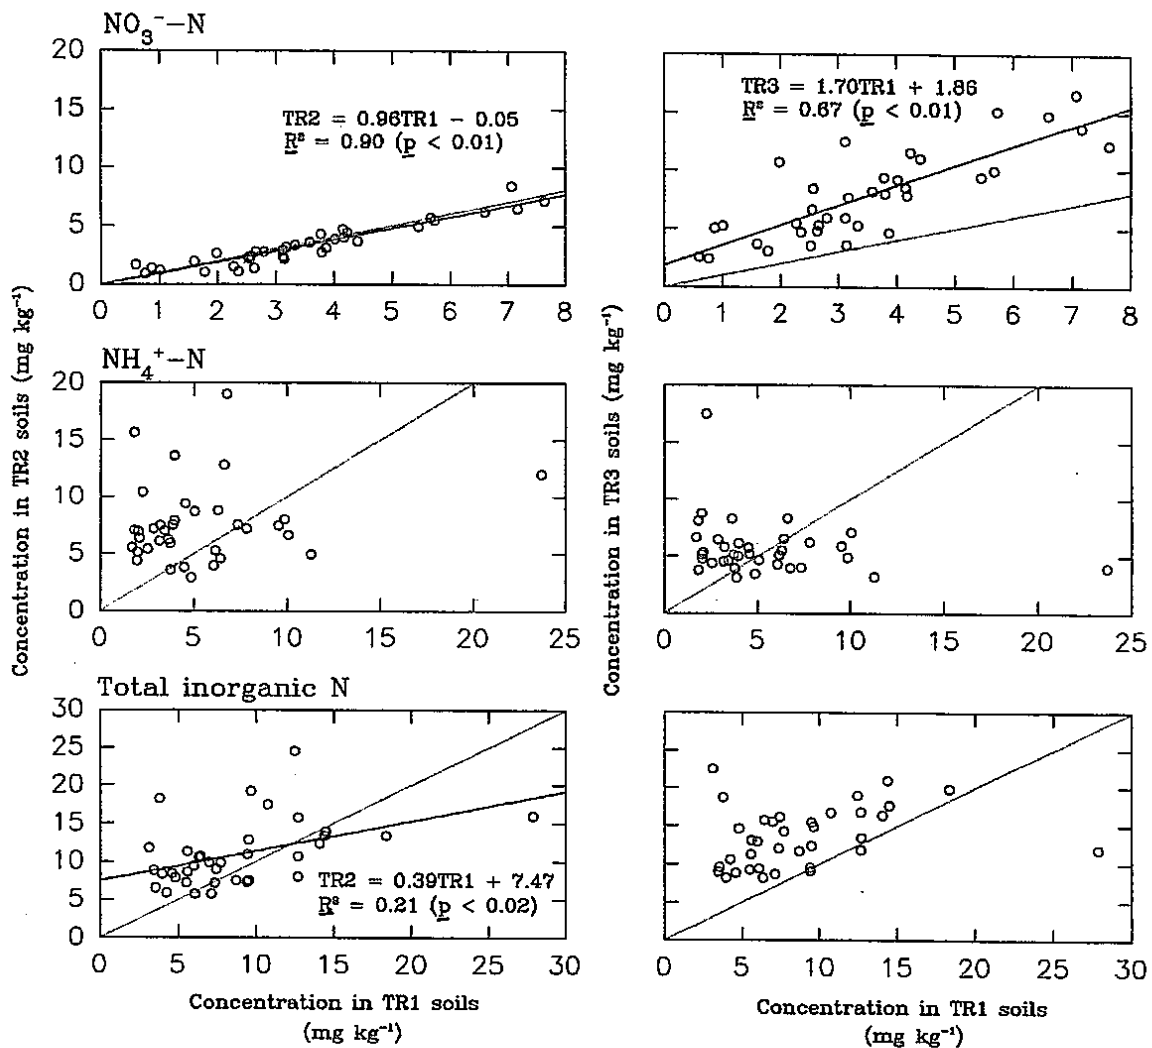 NO₃⁻–N
20
15
10
5
0
TR2 = 0.96TR1 − 0.05
R² = 0.90 (p < 0.01)
0 1 2 3 4 5 6 7 8
TR3 = 1.70TR1 + 1.86
R² = 0.67 (p < 0.01)
0 1 2 3 4 5 6 7 8
NH₄⁺–N
20
15
10
5
0
0 5 10 15 20 25
0 5 10 15 20 25
Total inorganic N
30
25
20
15
10
5
0
TR2 = 0.39TR1 + 7.47
R² = 0.21 (p < 0.02)
0 5 10 15 20 25 30
0 5 10 15 20 25 30
Concentration in TR2 soils (mg kg⁻¹)
Concentration in TR3 soils (mg kg⁻¹)
Concentration in TR1 soils
(mg kg⁻¹)
Concentration in TR1 soils
(mg kg⁻¹)